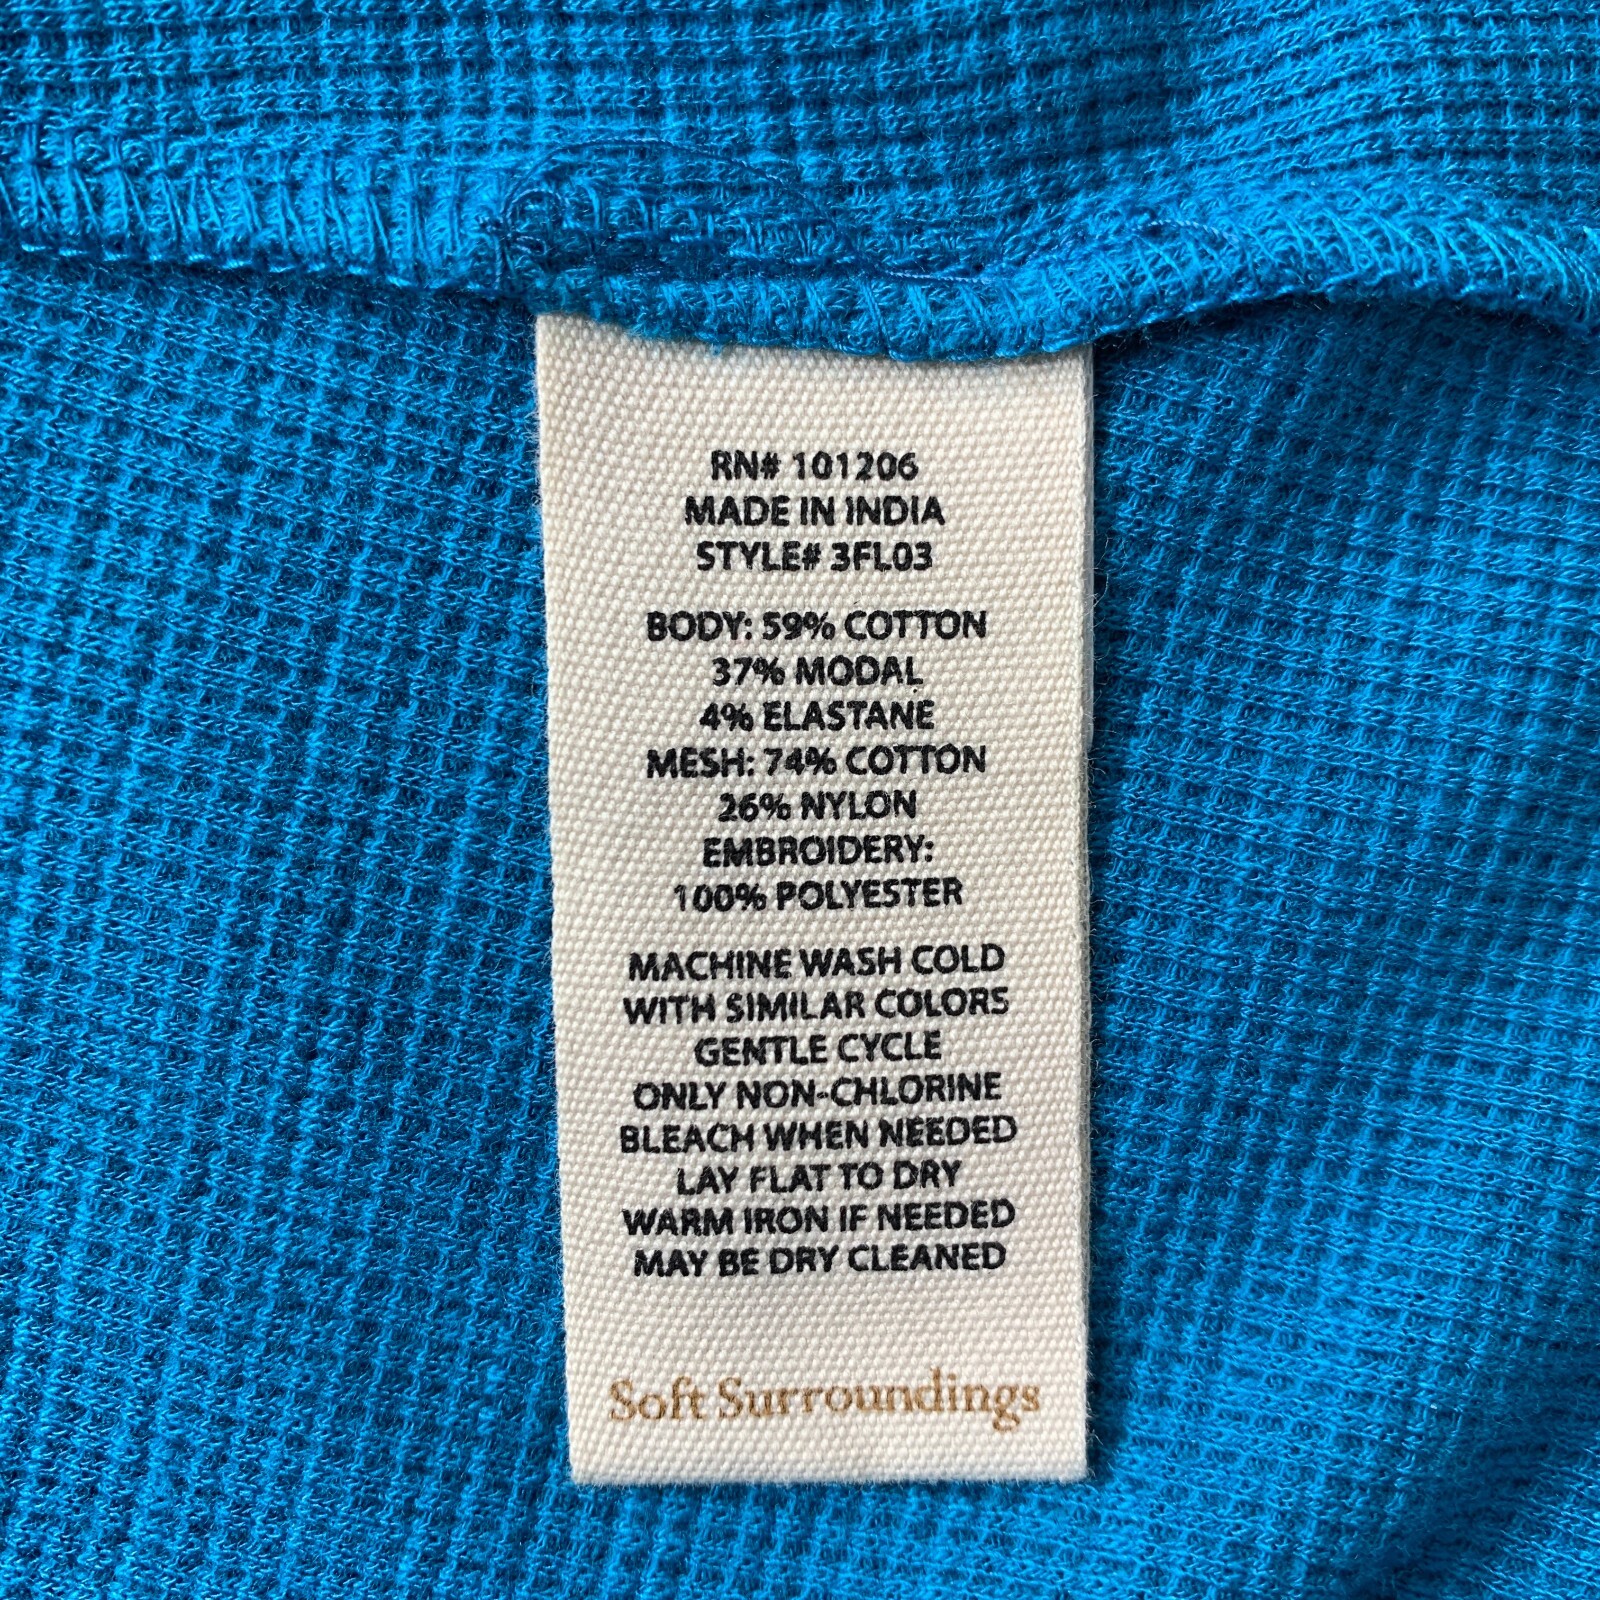 RN# 101206
MADE IN INDIA
STYLE# 3FL03
BODY: 59% COTTON
37% MODAL
4% ELASTANE
MESH: 74% COTTON
26% NYLON
EMBROIDERY:
100% POLYESTER
MACHINE WASH COLD
WITH SIMILAR COLORS
GENTLE CYCLE
ONLY NON-CHLORINE
BLEACH WHEN NEEDED
LAY FLAT TO DRY
WARM IRON IF NEEDED
MAY BE DRY CLEANED
Soft Surroundings